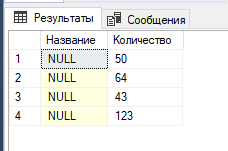 Результаты Сообщения
Название Количество
1 NULL 50
2 NULL 64
3 NULL 43
4 NULL 123